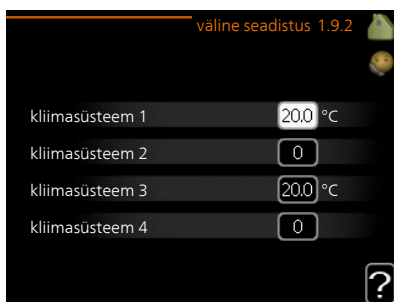 väline seadistus 1.9.2
kliimasüsteem 1 20.0 °C
kliimasüsteem 2 0
kliimasüsteem 3 20.0 °C
kliimasüsteem 4 0
?